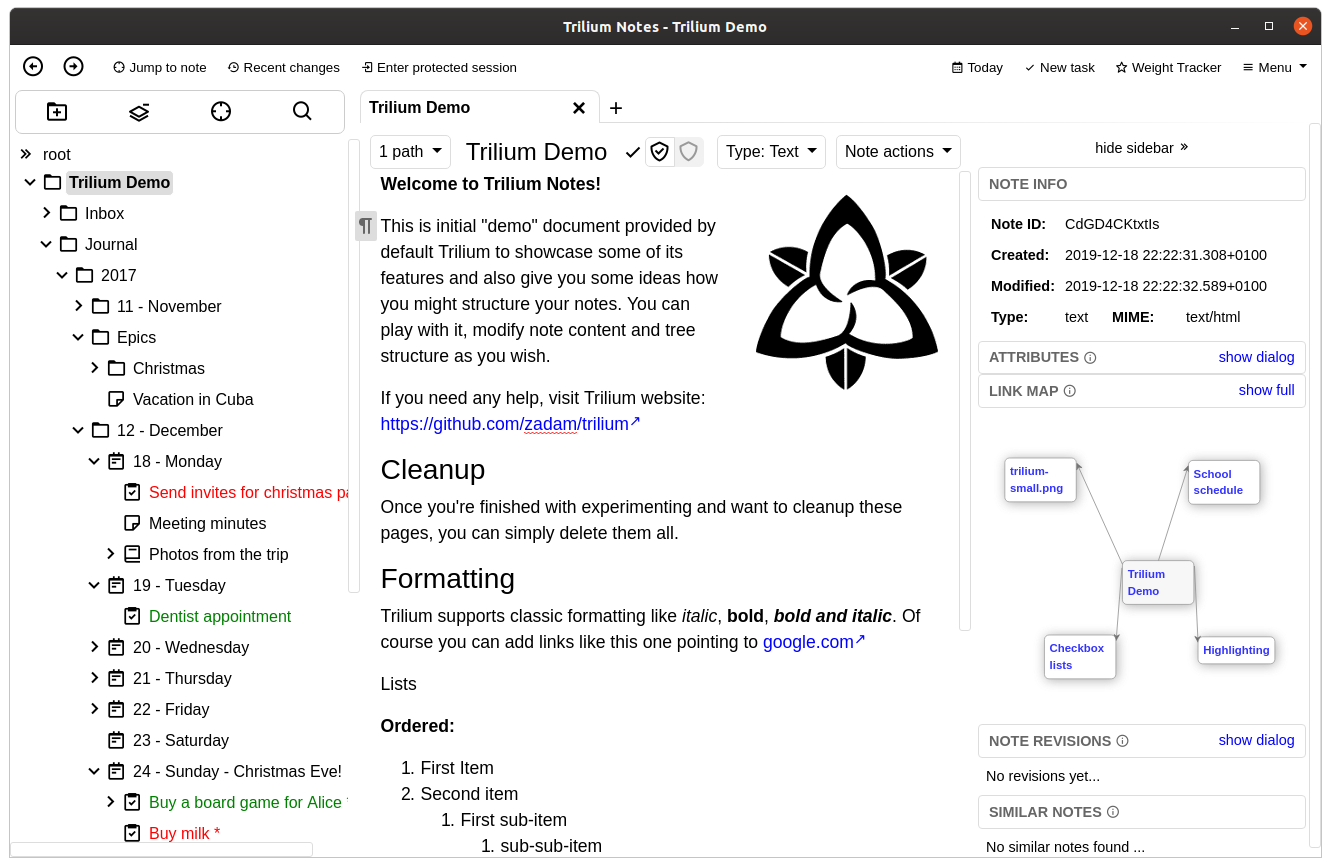 Trilium Notes - Trilium Demo
Jump to note Recent changes Enter protected session Today New task Weight Tracker Menu
Trilium Demo
root
Trilium Demo
Inbox
Journal
2017
11 - November
Epics
Christmas
Vacation in Cuba
12 - December
18 - Monday
Send invites for christmas pa
Meeting minutes
Photos from the trip
19 - Tuesday
Dentist appointment
20 - Wednesday
21 - Thursday
22 - Friday
23 - Saturday
24 - Sunday - Christmas Eve!
Buy a board game for Alice *
Buy milk *
1 path Trilium Demo Type: Text Note actions
Welcome to Trilium Notes!
This is initial "demo" document provided by
default Trilium to showcase some of its
features and also give you some ideas how
you might structure your notes. You can
play with it, modify note content and tree
structure as you wish.
If you need any help, visit Trilium website:
https://github.com/zadam/trilium
Cleanup
Once you're finished with experimenting and want to cleanup these
pages, you can simply delete them all.
Formatting
Trilium supports classic formatting like italic, bold, bold and italic. Of
course you can add links like this one pointing to google.com
Lists
Ordered:
1. First Item
2. Second item
1. First sub-item
1. sub-sub-item
hide sidebar »
NOTE INFO
Note ID: CdGD4CKtxtIs
Created: 2019-12-18 22:22:31.308+0100
Modified: 2019-12-18 22:22:32.589+0100
Type: text MIME: text/html
ATTRIBUTES show dialog
LINK MAP show full
trilium-
small.png
School
schedule
Trilium
Demo
Checkbox
lists
Highlighting
NOTE REVISIONS show dialog
No revisions yet...
SIMILAR NOTES
No similar notes found ...